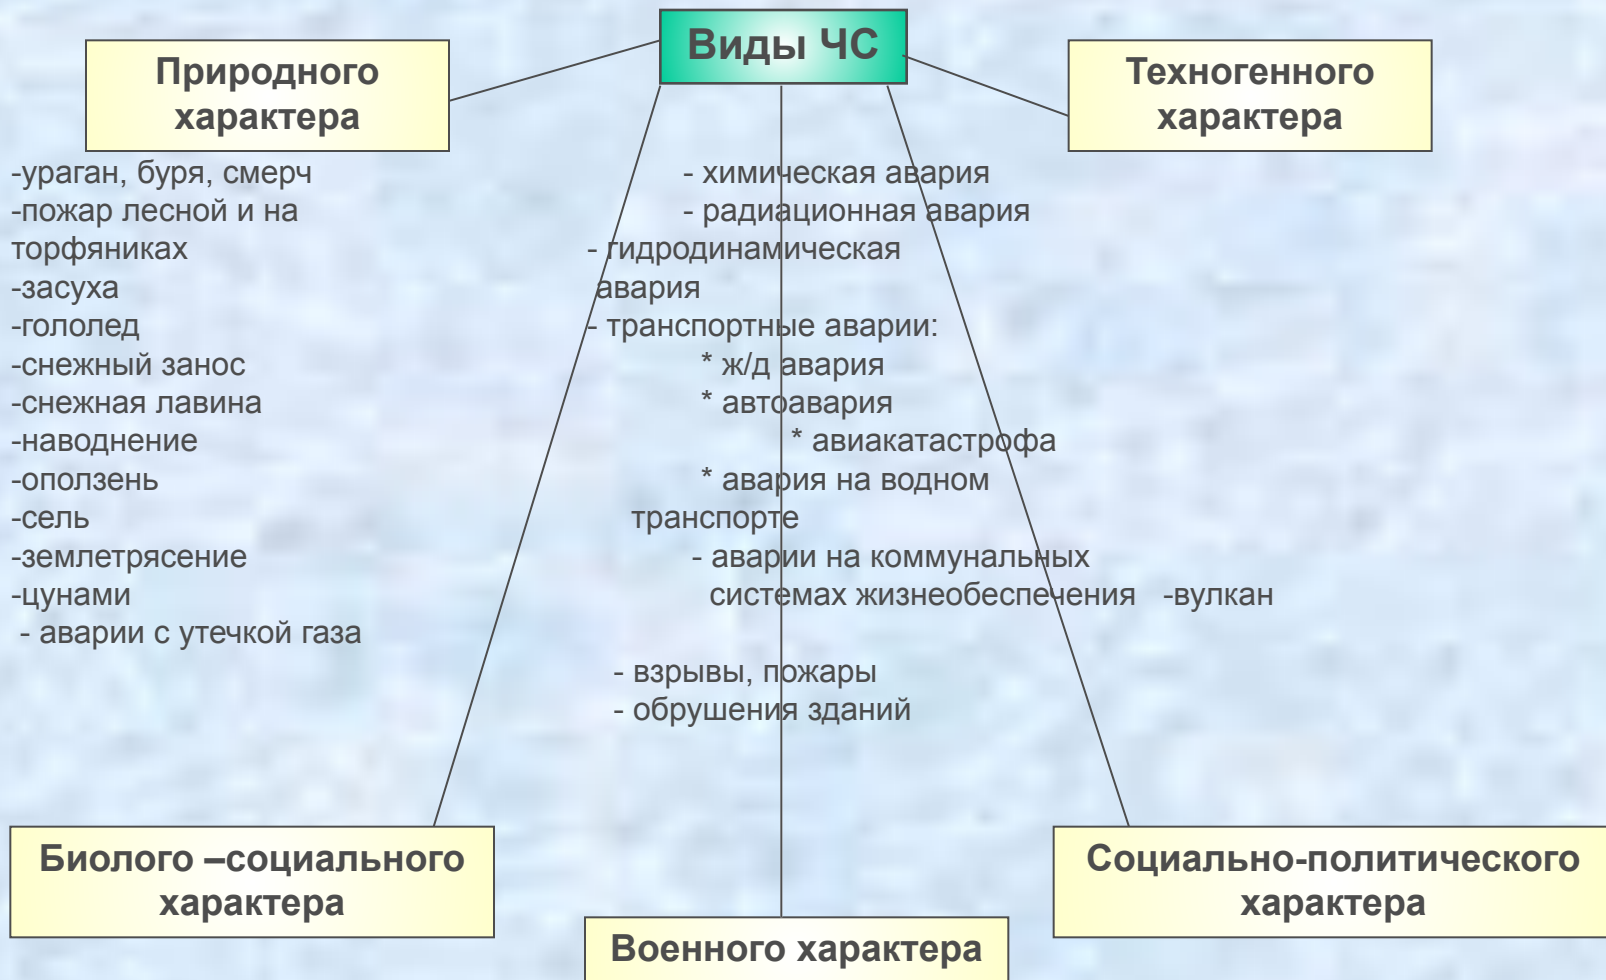 Виды ЧС
Природного
характера
Техногенного
характера
-ураган, буря, смерч
-пожар лесной и на
торфяниках
-засуха
-гололед
-снежный занос
-снежная лавина
-наводнение
-оползень
-сель
-землетрясение
-цунами
- аварии с утечкой газа
- химическая авария
- радиационная авария
- гидродинамическая
авария
- транспортные аварии:
* ж/д авария
* автоавария
* авиакатастрофа
* авария на водном
транспорте
- аварии на коммунальных
системах жизнеобеспечения -вулкан
- взрывы, пожары
- обрушения зданий
Биолого –социального
характера
Военного характера
Социально-политического
характера